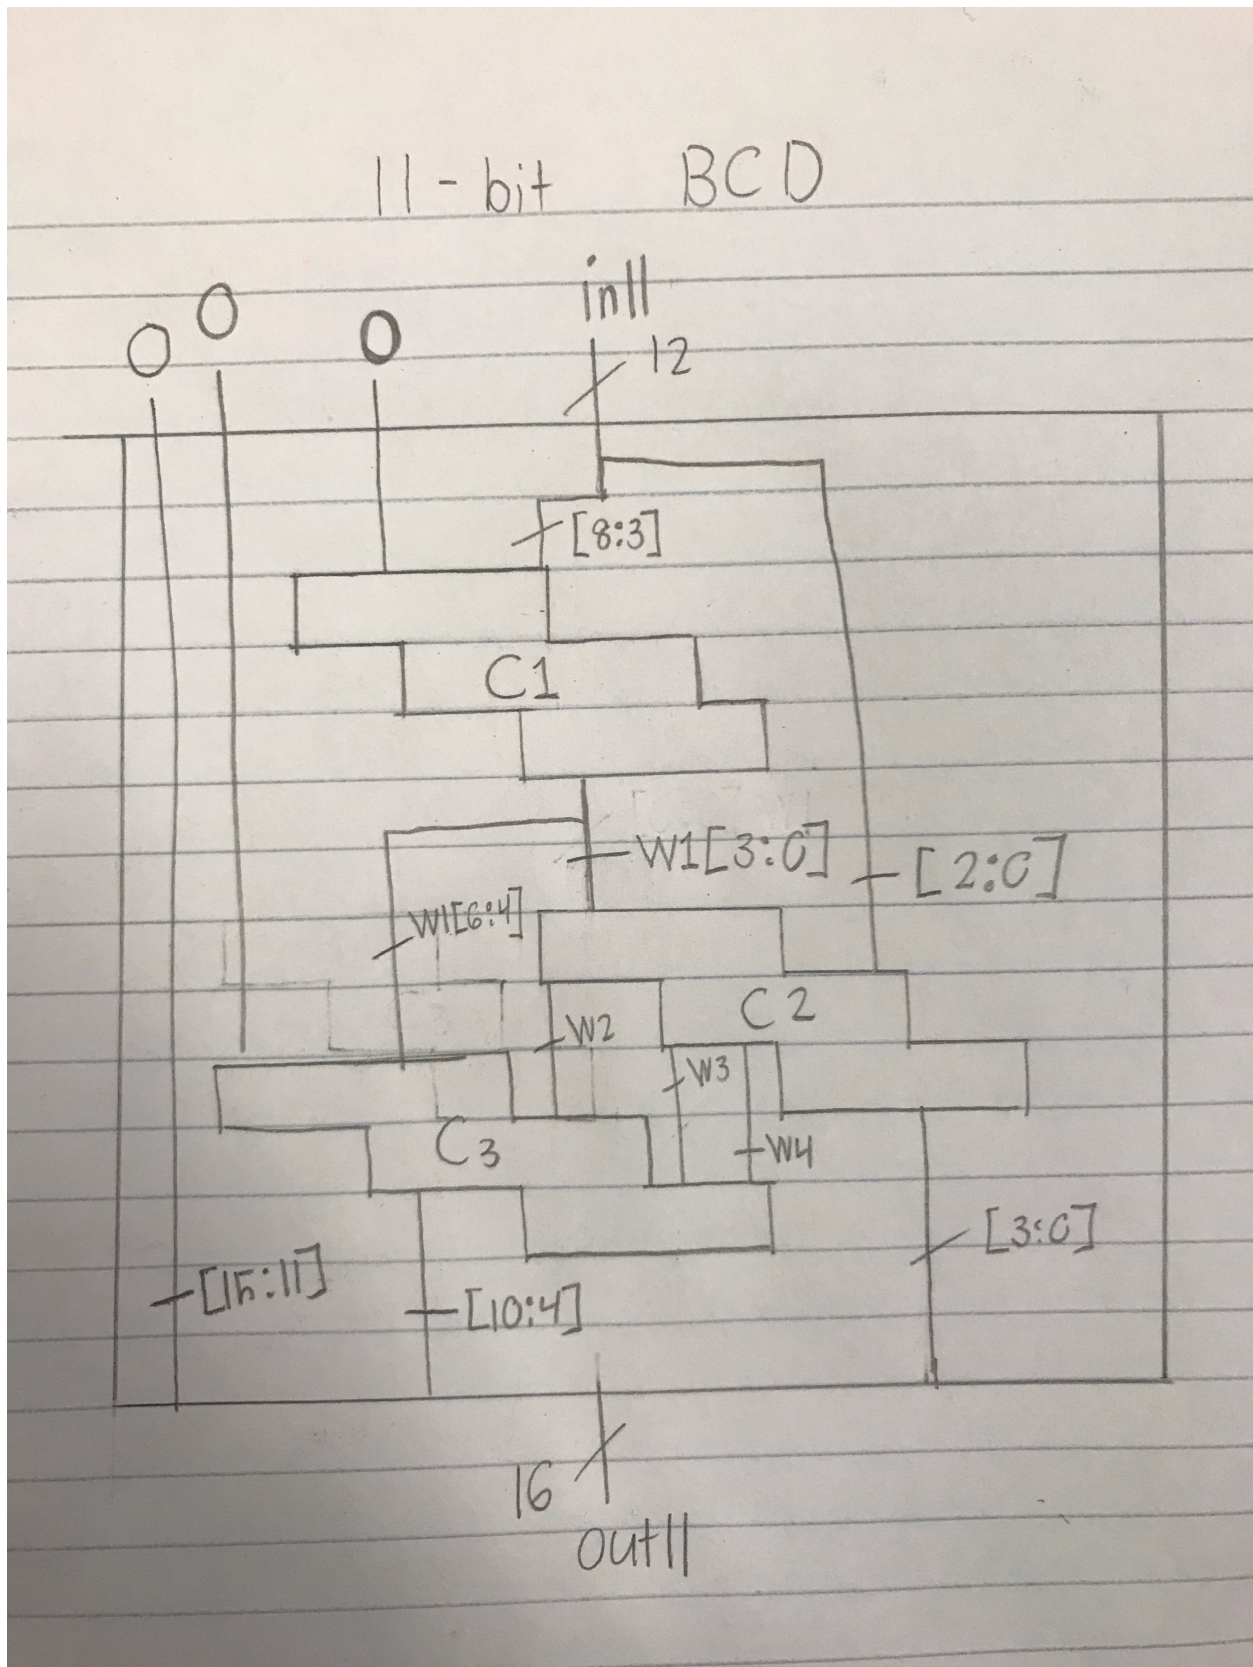 11-bit BCD
in11
0 0 0
12
[8:3]
C1
W1[3:0]
[2:0]
W1[6:4]
C2
W2
W3
C3
W4
[3:0]
[15:11]
[10:4]
16
out11